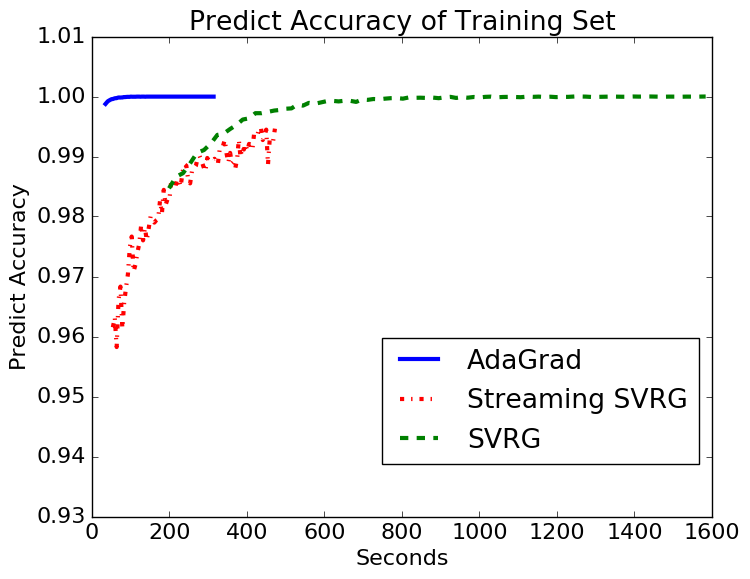 Predict Accuracy of Training Set
1.01
1.00
0.99
0.98
0.97
0.96
0.95
0.94
0.93
Predict Accuracy
AdaGrad
Streaming SVRG
SVRG
0 200 400 600 800 1000 1200 1400 1600
Seconds